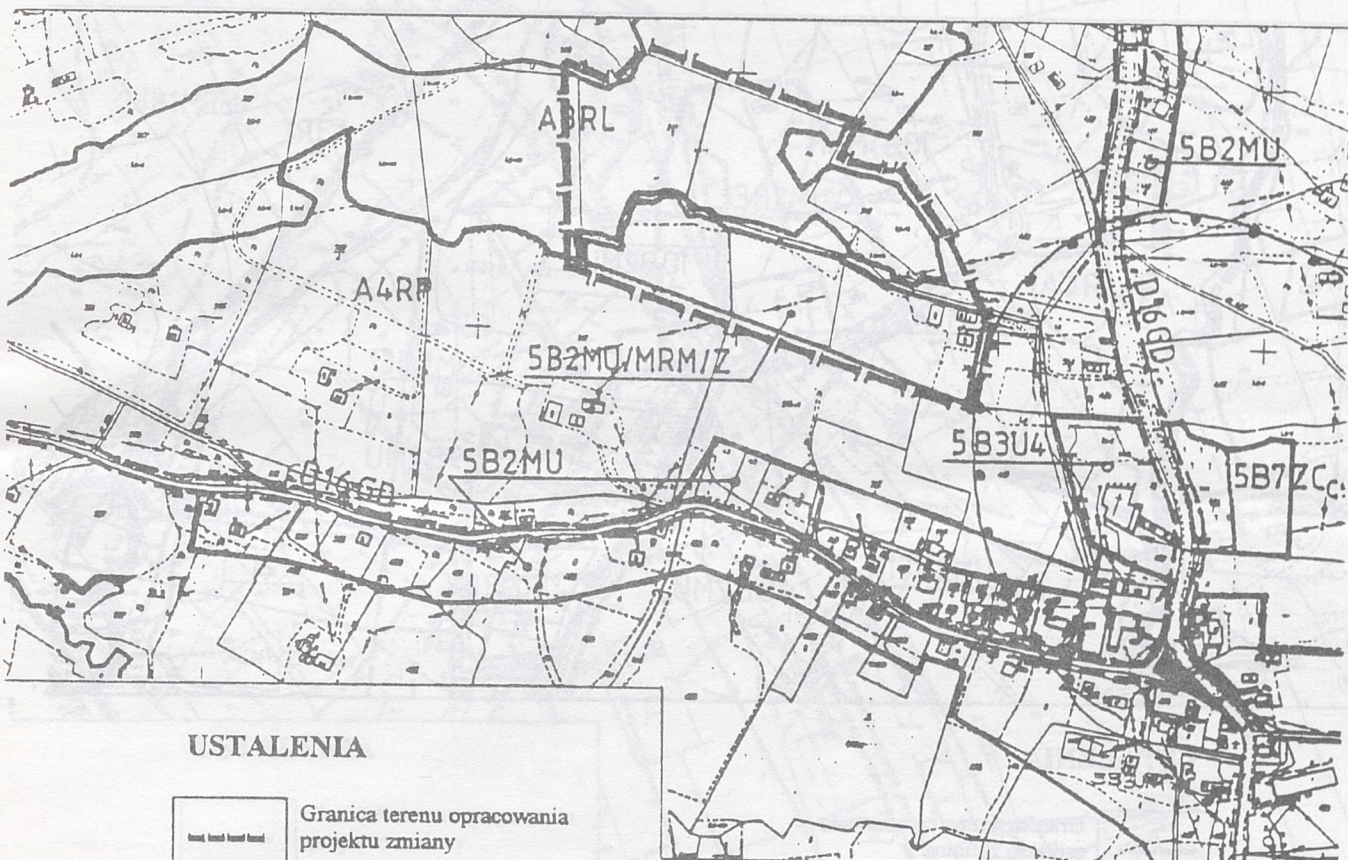 A3RL
5B2MU
A4RP
D16GD
5B2MU/MRM/Z
5B2MU
5B3U4
5B7ZC
D16GD
USTALENIA
Granica terenu opracowania
projektu zmiany